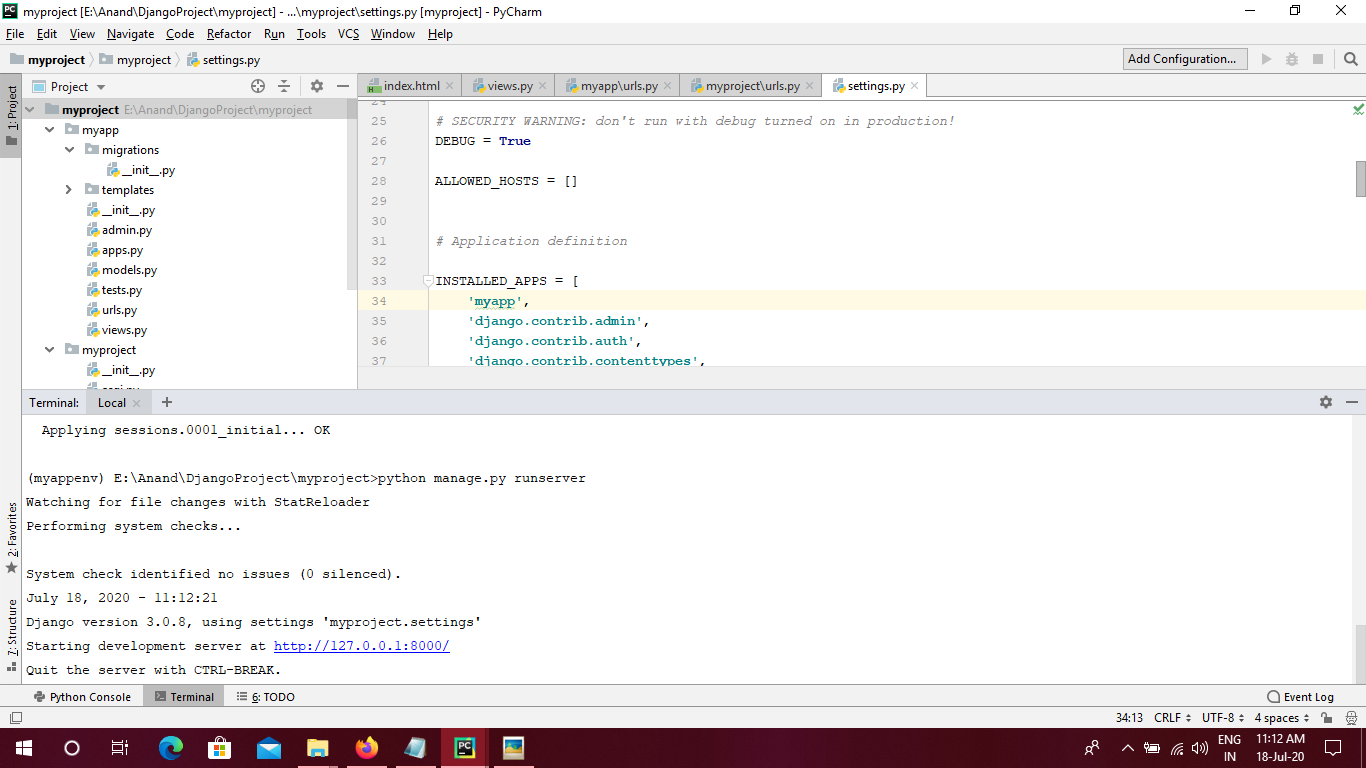 myproject [E:\Anand\DjangoProject\myproject] - ...\myproject\settings.py [myproject] - PyCharm
File Edit View Navigate Code Refactor Run Tools VCS Window Help
myproject myproject settings.py Add Configuration...
1: Project
Project
index.html views.py myapp\urls.py myproject\urls.py settings.py
myproject E:\Anand\DjangoProject\myproject
myapp
migrations
__init__.py
templates
__init__.py
admin.py
apps.py
models.py
tests.py
urls.py
views.py
myproject
__init__.py
24
25 # SECURITY WARNING: don't run with debug turned on in production!
26 DEBUG = True
27
28 ALLOWED_HOSTS = []
29
30
31 # Application definition
32
33 INSTALLED_APPS = [
34 'myapp',
35 'django.contrib.admin',
36 'django.contrib.auth',
37 'django.contrib.contenttypes',
Terminal: Local +
Applying sessions.0001_initial... OK
(myappenv) E:\Anand\DjangoProject\myproject>python manage.py runserver
Watching for file changes with StatReloader
Performing system checks...
System check identified no issues (0 silenced).
July 18, 2020 - 11:12:21
Django version 3.0.8, using settings 'myproject.settings'
Starting development server at http://127.0.0.1:8000/
Quit the server with CTRL-BREAK.
2: Favorites
7: Structure
Python Console Terminal 6: TODO Event Log
34:13 CRLF UTF-8 4 spaces
ENG
IN
11:12 AM
18-Jul-20